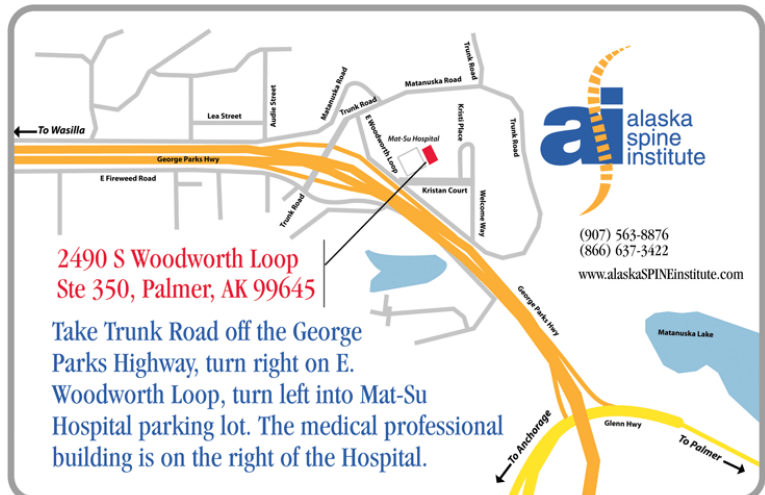 Trunk Road
Matanuska Road
Matanuska Road
Trunk Road
Audie Street
Lea Street
Kristi Place
E Woodworth Loop
Trunk Road
To Wasilla
Mat-Su Hospital
George Parks Hwy
E Fireweed Road
Kristan Court
Trunk Road
Welcome Way
ai alaska
spine
institute
(907) 563-8876
(866) 637-3422
www.alaskaSPINEinstitute.com
2490 S Woodworth Loop
Ste 350, Palmer, AK 99645
George Parks Hwy
Matanuska Lake
Take Trunk Road off the George
Parks Highway, turn right on E.
Woodworth Loop, turn left into Mat-Su
Hospital parking lot. The medical professional
building is on the right of the Hospital.
Glenn Hwy
To Anchorage
To Palmer